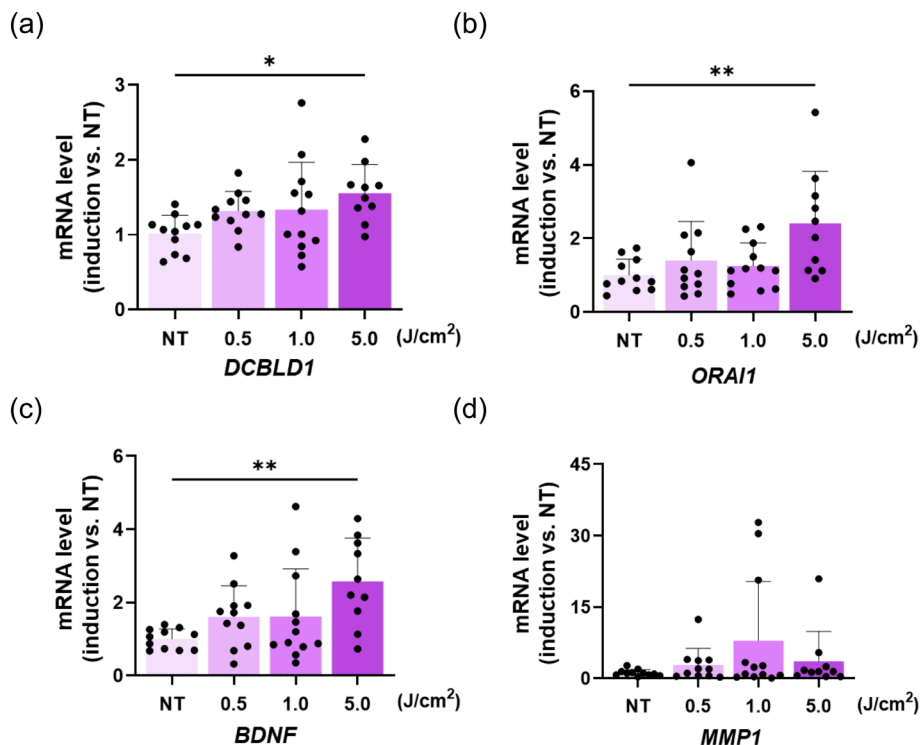 (a)
*
mRNA level
(induction vs. NT)
3
2
1
0
NT 0.5 1.0 5.0 (J/cm²)
DCBLD1
(b)
**
mRNA level
(induction vs. NT)
6
4
2
0
NT 0.5 1.0 5.0 (J/cm²)
ORAI1
(c)
**
mRNA level
(induction vs. NT)
6
4
2
0
NT 0.5 1.0 5.0 (J/cm²)
BDNF
(d)
mRNA level
(induction vs. NT)
45
30
15
0
NT 0.5 1.0 5.0 (J/cm²)
MMP1